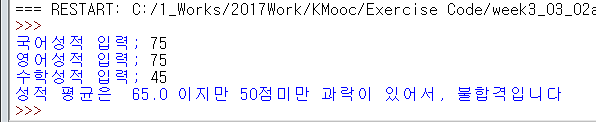 === RESTART: C:/1_Works/2017Work/KMooc/Exercise Code/week3_03_02a
>>>
국어성적 입력; 75
영어성적 입력; 75
수학성적 입력; 45
성적 평균은  65.0 이지만 50점미만 과락이 있어서, 불합격입니다
>>>